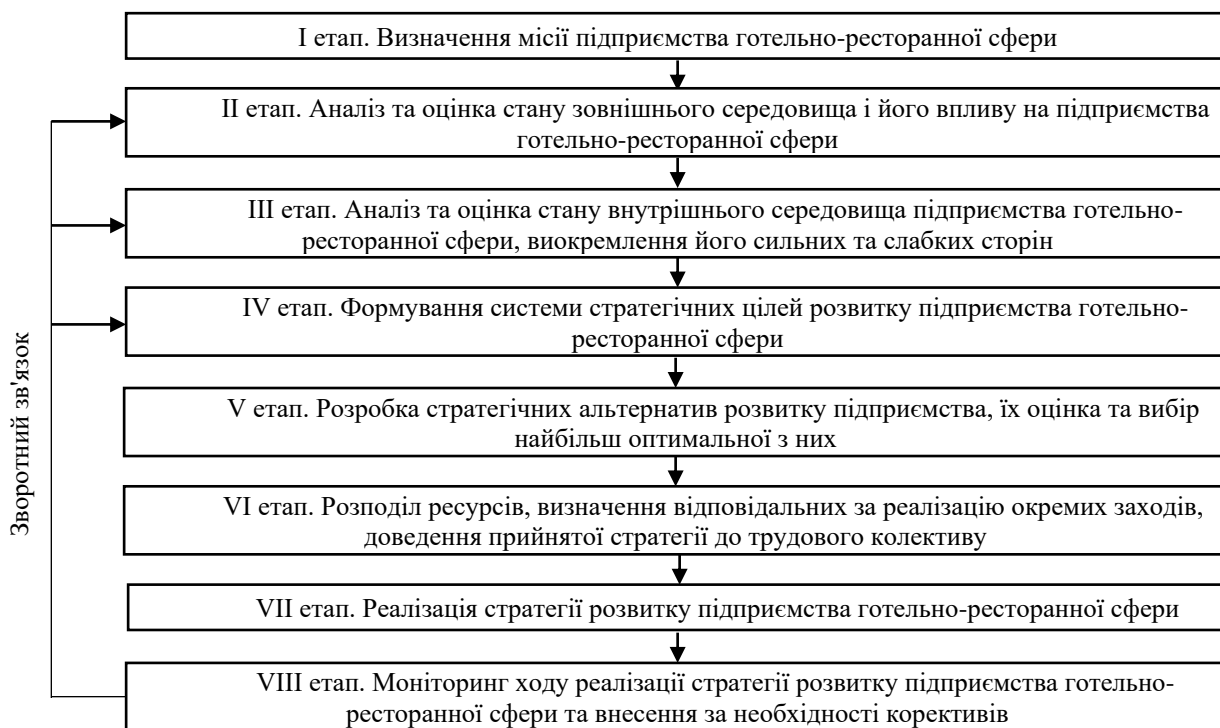 I етап. Визначення місії підприємства готельно-ресторанної сфери
II етап. Аналіз та оцінка стану зовнішнього середовища і його впливу на підприємства
готельно-ресторанної сфери
III етап. Аналіз та оцінка стану внутрішнього середовища підприємства готельно-
ресторанної сфери, виокремлення його сильних та слабких сторін
IV етап. Формування системи стратегічних цілей розвитку підприємства готельно-
ресторанної сфери
V етап. Розробка стратегічних альтернатив розвитку підприємства, їх оцінка та вибір
найбільш оптимальної з них
VI етап. Розподіл ресурсів, визначення відповідальних за реалізацію окремих заходів,
доведення прийнятої стратегії до трудового колективу
VII етап. Реалізація стратегії розвитку підприємства готельно-ресторанної сфери
VIII етап. Моніторинг ходу реалізації стратегії розвитку підприємства готельно-
ресторанної сфери та внесення за необхідності корективів
Зворотний зв'язок